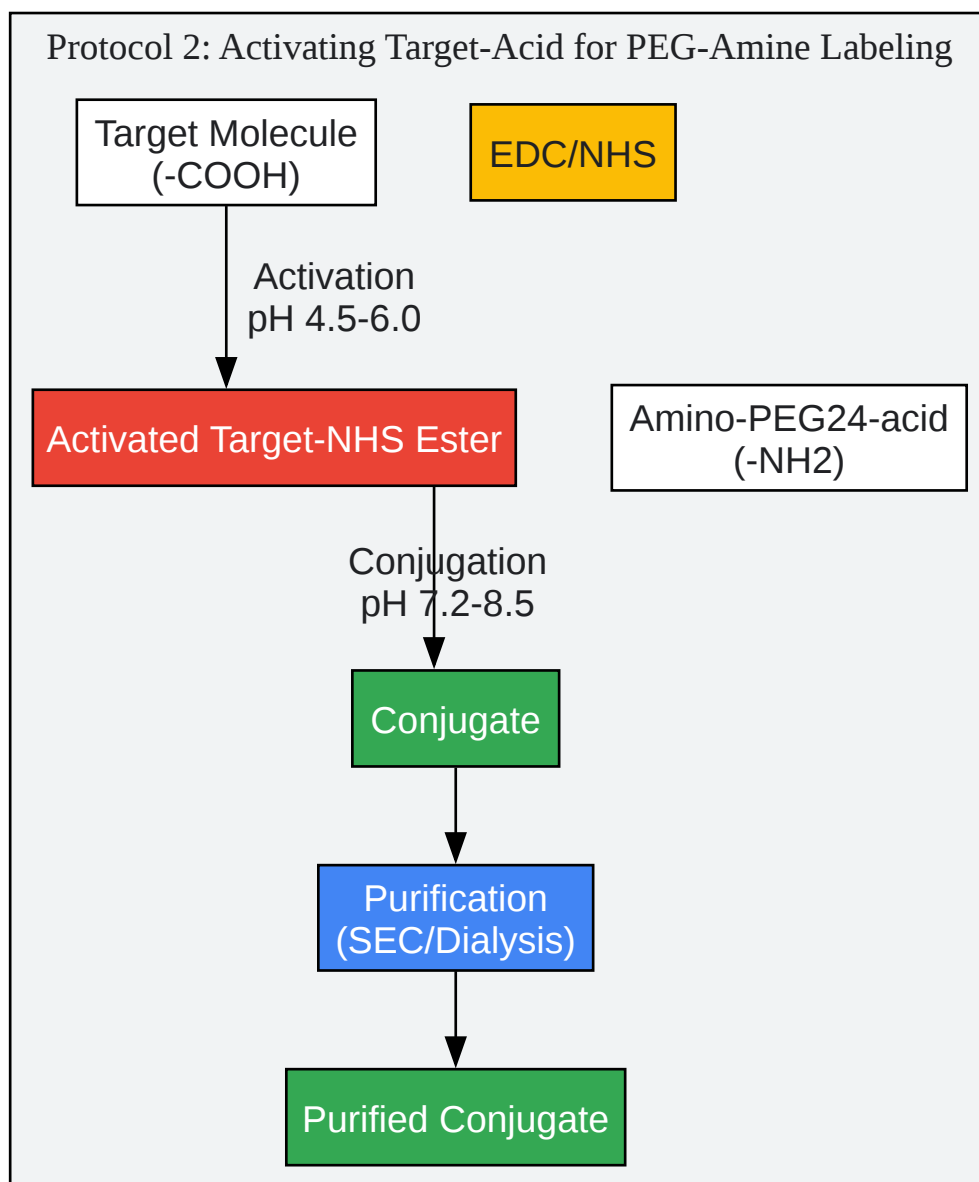 Protocol 2: Activating Target-Acid for PEG-Amine Labeling
Target Molecule
(-COOH)
EDC/NHS
Activation
pH 4.5-6.0
Activated Target-NHS Ester
Amino-PEG24-acid
(-NH2)
Conjugation
pH 7.2-8.5
Conjugate
Purification
(SEC/Dialysis)
Purified Conjugate